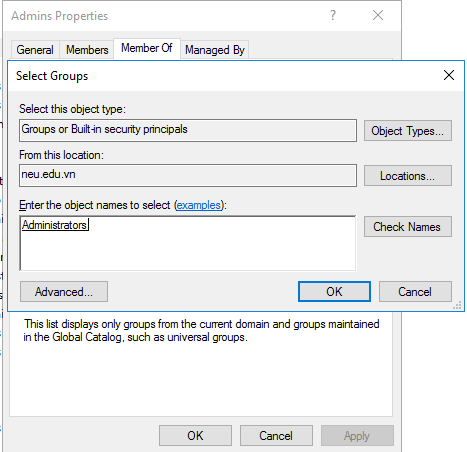 Admins Properties
General Members Member Of Managed By
Select Groups
Select this object type:
Groups or Built-in security principals
Object Types...
From this location:
neu.edu.vn
Locations...
Enter the object names to select (examples):
Administrators
Check Names
Advanced... OK Cancel
This list displays only groups from the current domain and groups maintained
in the Global Catalog, such as universal groups.
OK Cancel Apply